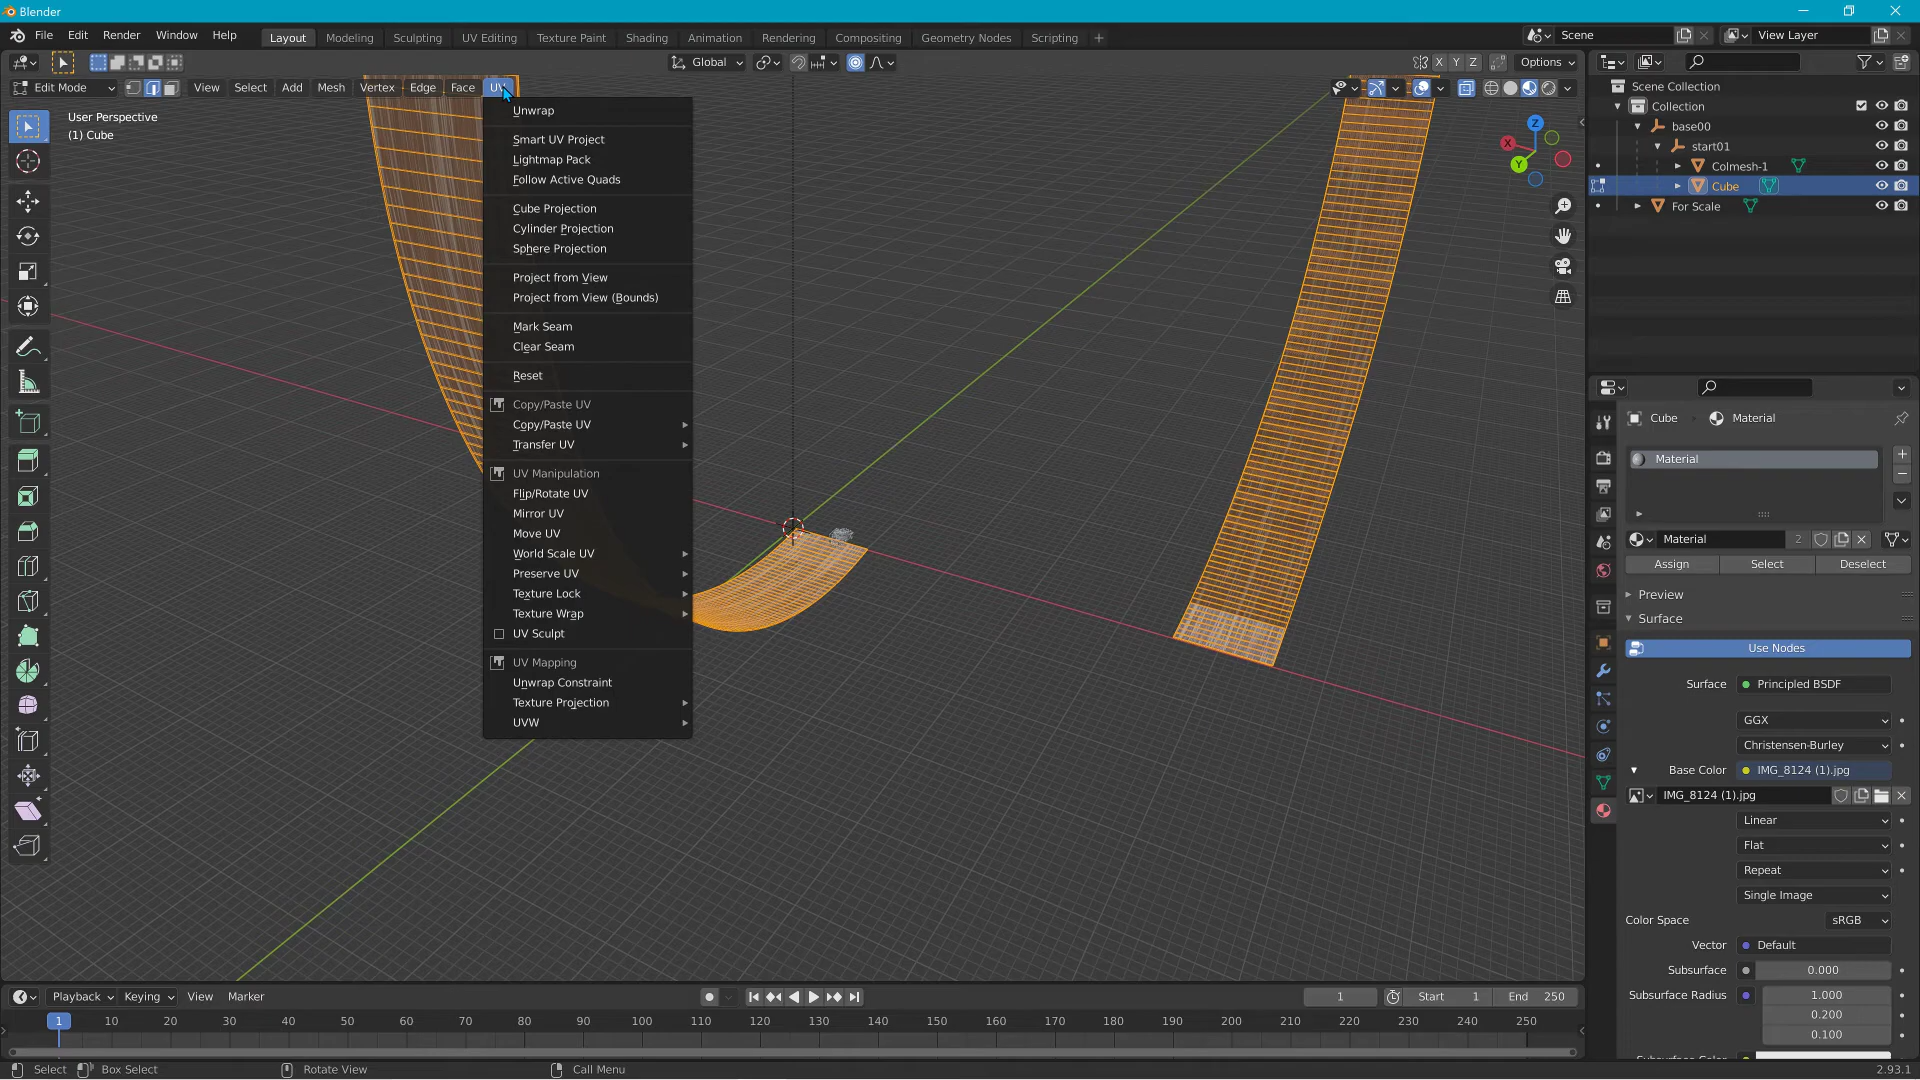 Blender
File Edit Render Window Help
Layout Modeling Sculpting UV Editing Texture Paint Shading Animation Rendering Compositing Geometry Nodes Scripting +
Scene
View Layer
Global
X Y Z
Options
Edit Mode
View Select Add Mesh Vertex Edge Face UV
User Perspective
(1) Cube
Unwrap
Smart UV Project
Lightmap Pack
Follow Active Quads
Cube Projection
Cylinder Projection
Sphere Projection
Project from View
Project from View (Bounds)
Mark Seam
Clear Seam
Reset
Copy/Paste UV
Copy/Paste UV
Transfer UV
UV Manipulation
Flip/Rotate UV
Mirror UV
Move UV
World Scale UV
Preserve UV
Texture Lock
Texture Wrap
UV Sculpt
UV Mapping
Unwrap Constraint
Texture Projection
UVW
Z
X
Y
Scene Collection
Collection
base00
start01
Colmesh-1
Cube
For Scale
Cube
Material
Material
Material
2
Assign
Select
Deselect
Preview
Surface
Use Nodes
Surface
Principled BSDF
GGX
Christensen-Burley
Base Color
IMG_8124 (1).jpg
IMG_8124 (1).jpg
Linear
Flat
Repeat
Single Image
Color Space
sRGB
Vector
Default
Subsurface
0.000
Subsurface Radius
1.000
0.200
0.100
Playback Keying View Marker
1
Start 1
End 250
1 10 20 30 40 50 60 70 80 90 100 110 120 130 140 150 160 170 180 190 200 210 220 230 240 250
Select
Box Select
Rotate View
Call Menu
2.93.1